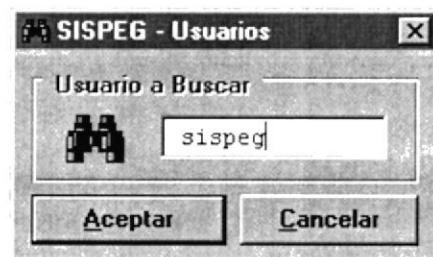 SISPEG - Usuarios
Usuario a Buscar
sispeg
Aceptar
Cancelar